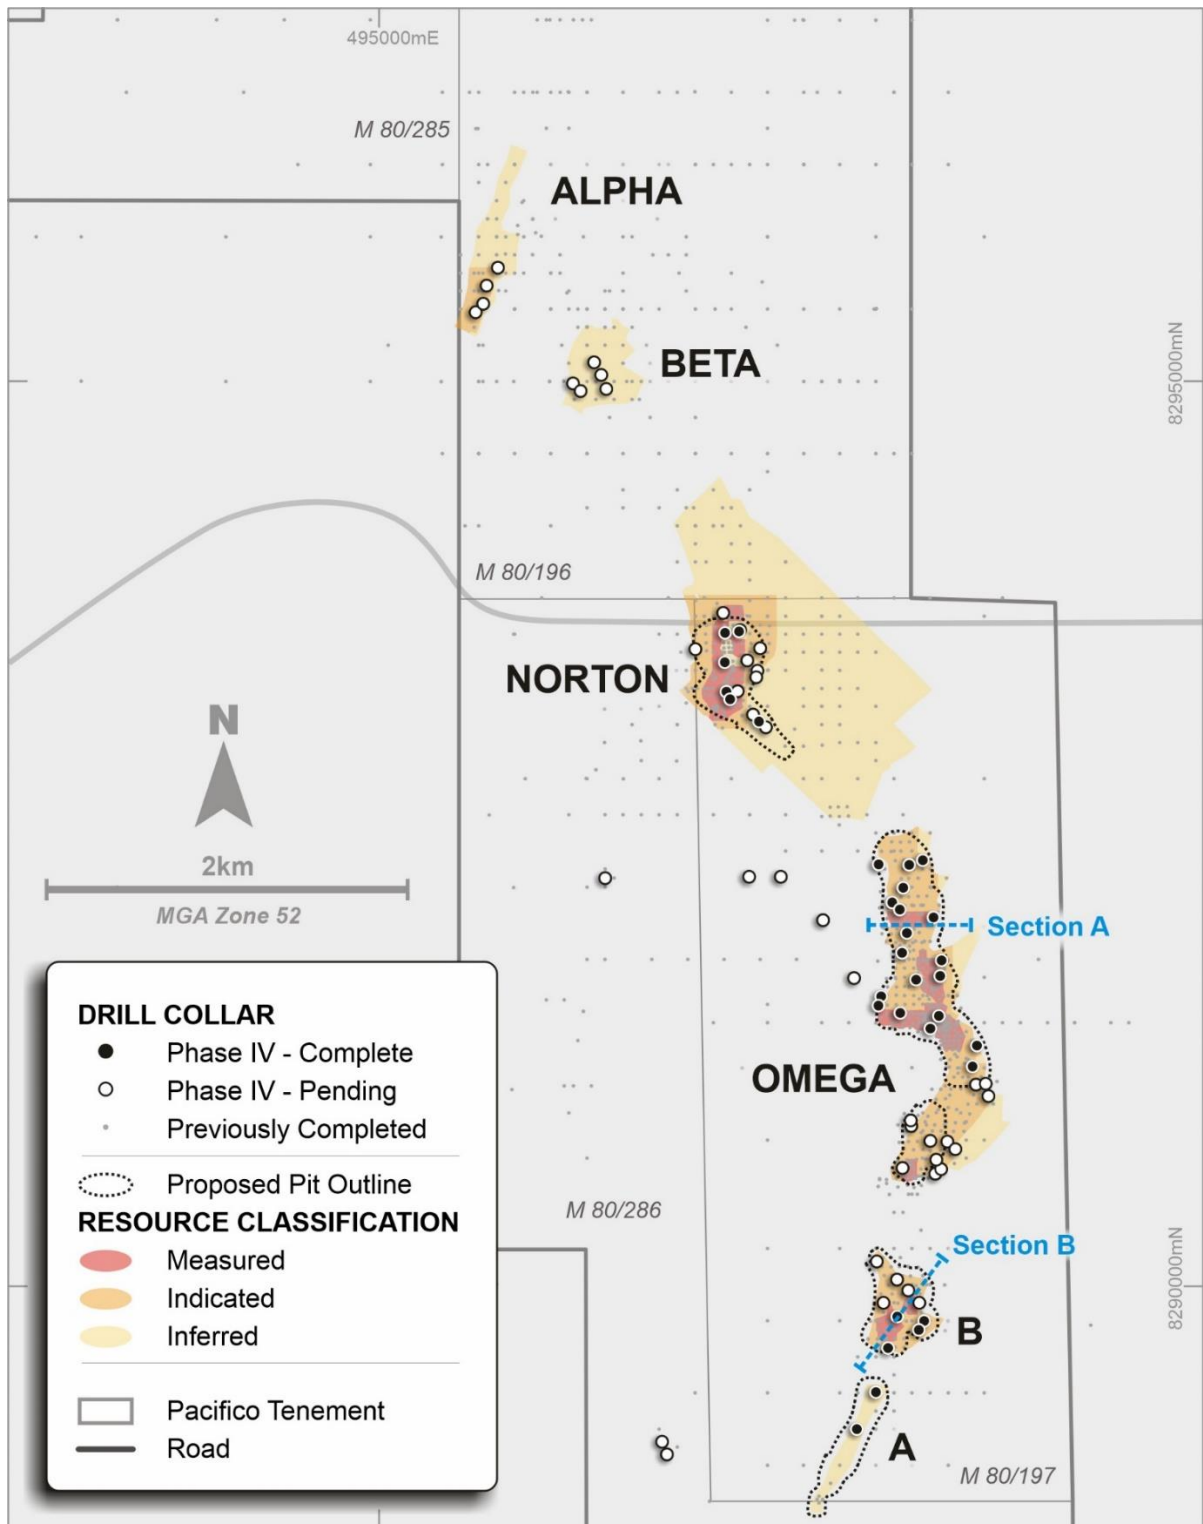 495000mE
M 80/285
ALPHA
BETA
8295000mN
M 80/196
NORTON
N
2km
MGA Zone 52
Section A
OMEGA
DRILL COLLAR
Phase IV - Complete
Phase IV - Pending
Previously Completed
Proposed Pit Outline
RESOURCE CLASSIFICATION
Measured
Indicated
Inferred
Pacifico Tenement
Road
M 80/286
Section B
8290000mN
B
A
M 80/197